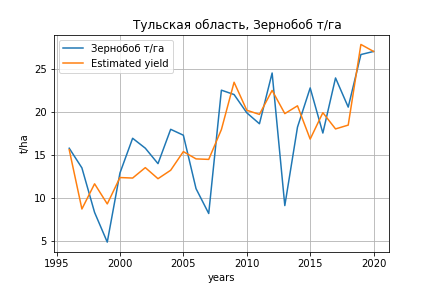 Тульская область, Зернобоб т/га
Зернобоб т/га
Estimated yield
t/ha
25
20
15
10
5
1995 2000 2005 2010 2015 2020
years